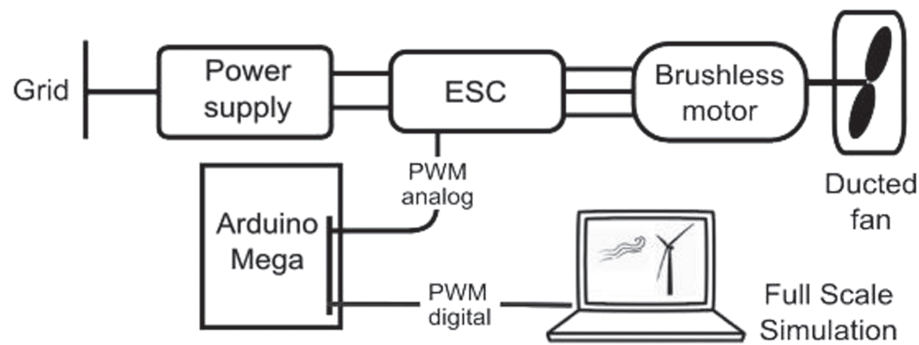 Grid
Power
supply
ESC
Brushless
motor
Ducted
fan
PWM
analog
Arduino
Mega
PWM
digital
Full Scale
Simulation